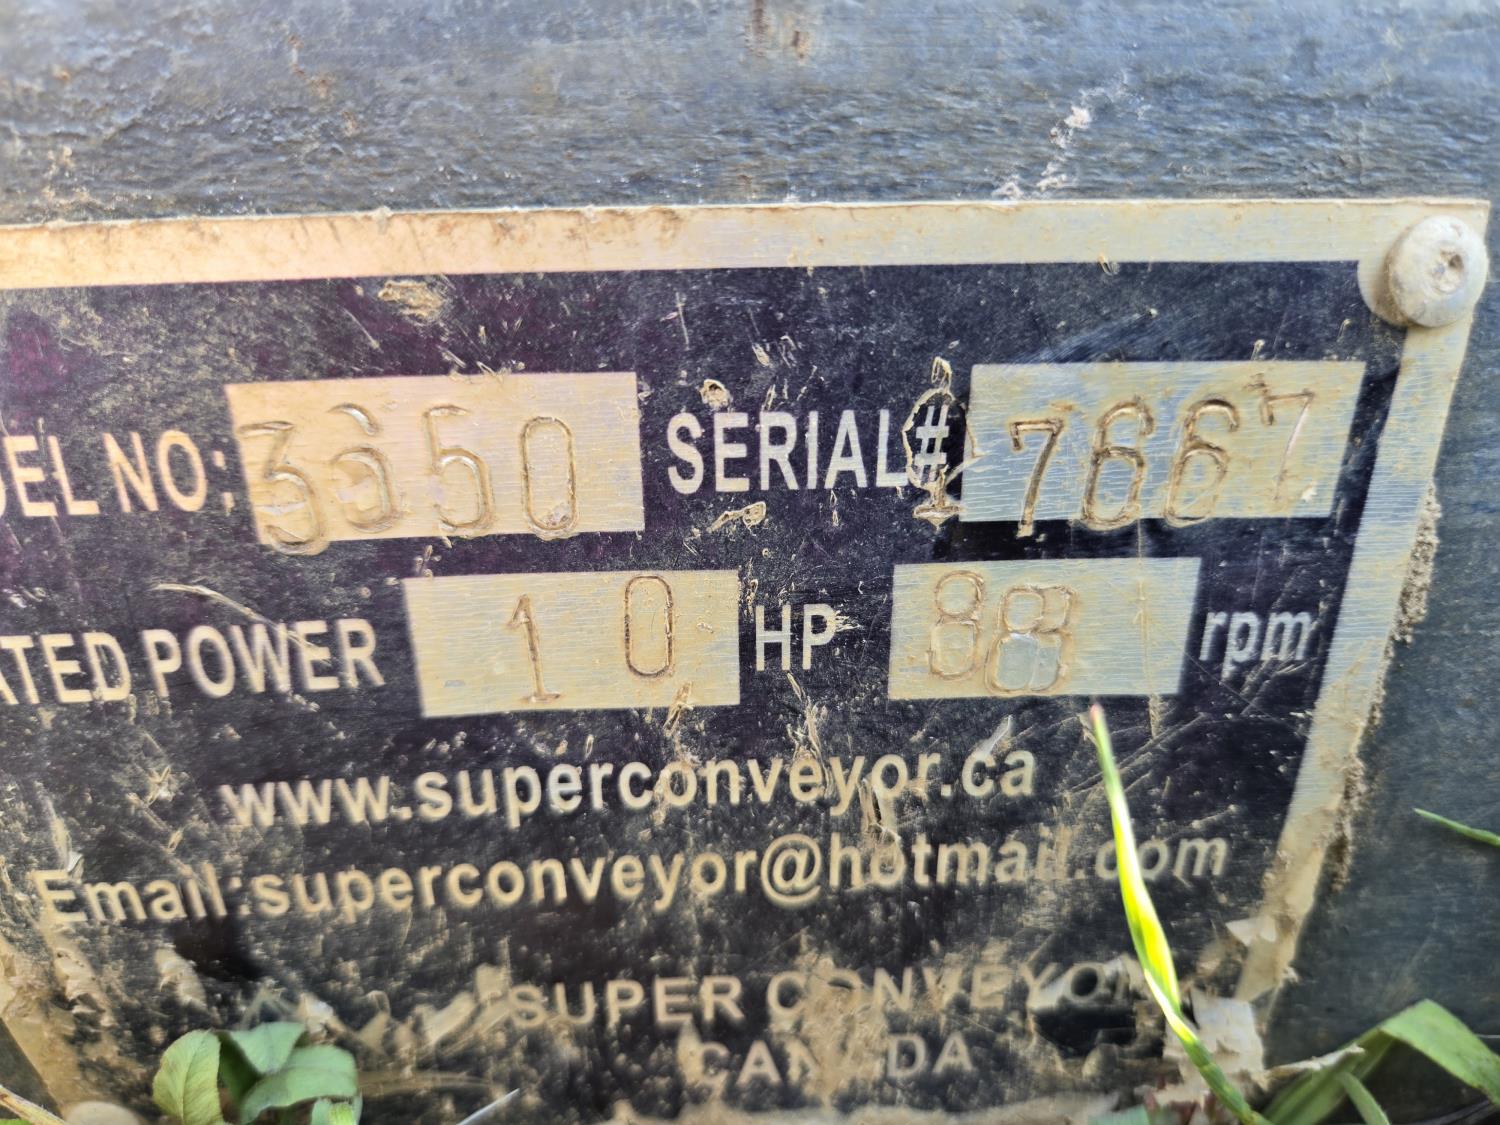 DEL NO: 3650 SERIAL# 17667
ATED POWER 10 HP 88 rpm
www.superconveyor.ca
Email:superconveyor@hotmail.com
SUPER CONVEYOR
CANADA